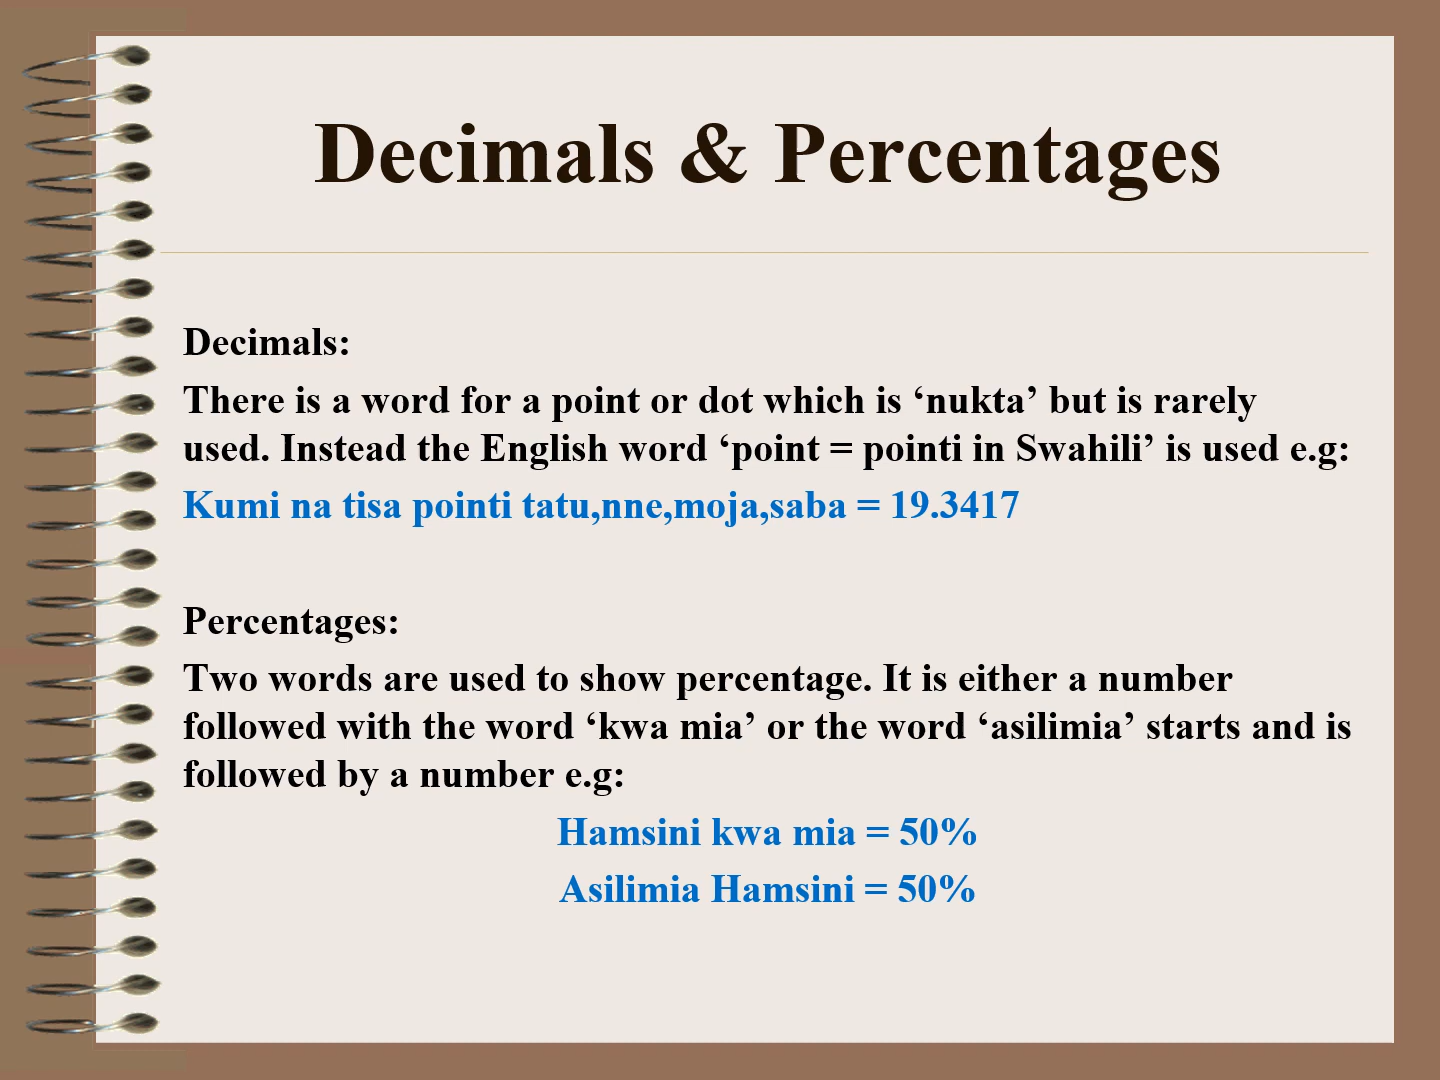 Decimals & Percentages
Decimals:
There is a word for a point or dot which is ‘nukta’ but is rarely
used. Instead the English word ‘point = pointi in Swahili’ is used e.g:
Kumi na tisa pointi tatu,nne,moja,saba = 19.3417
Percentages:
Two words are used to show percentage. It is either a number
followed with the word ‘kwa mia’ or the word ‘asilimia’ starts and is
followed by a number e.g:
Hamsini kwa mia = 50%
Asilimia Hamsini = 50%